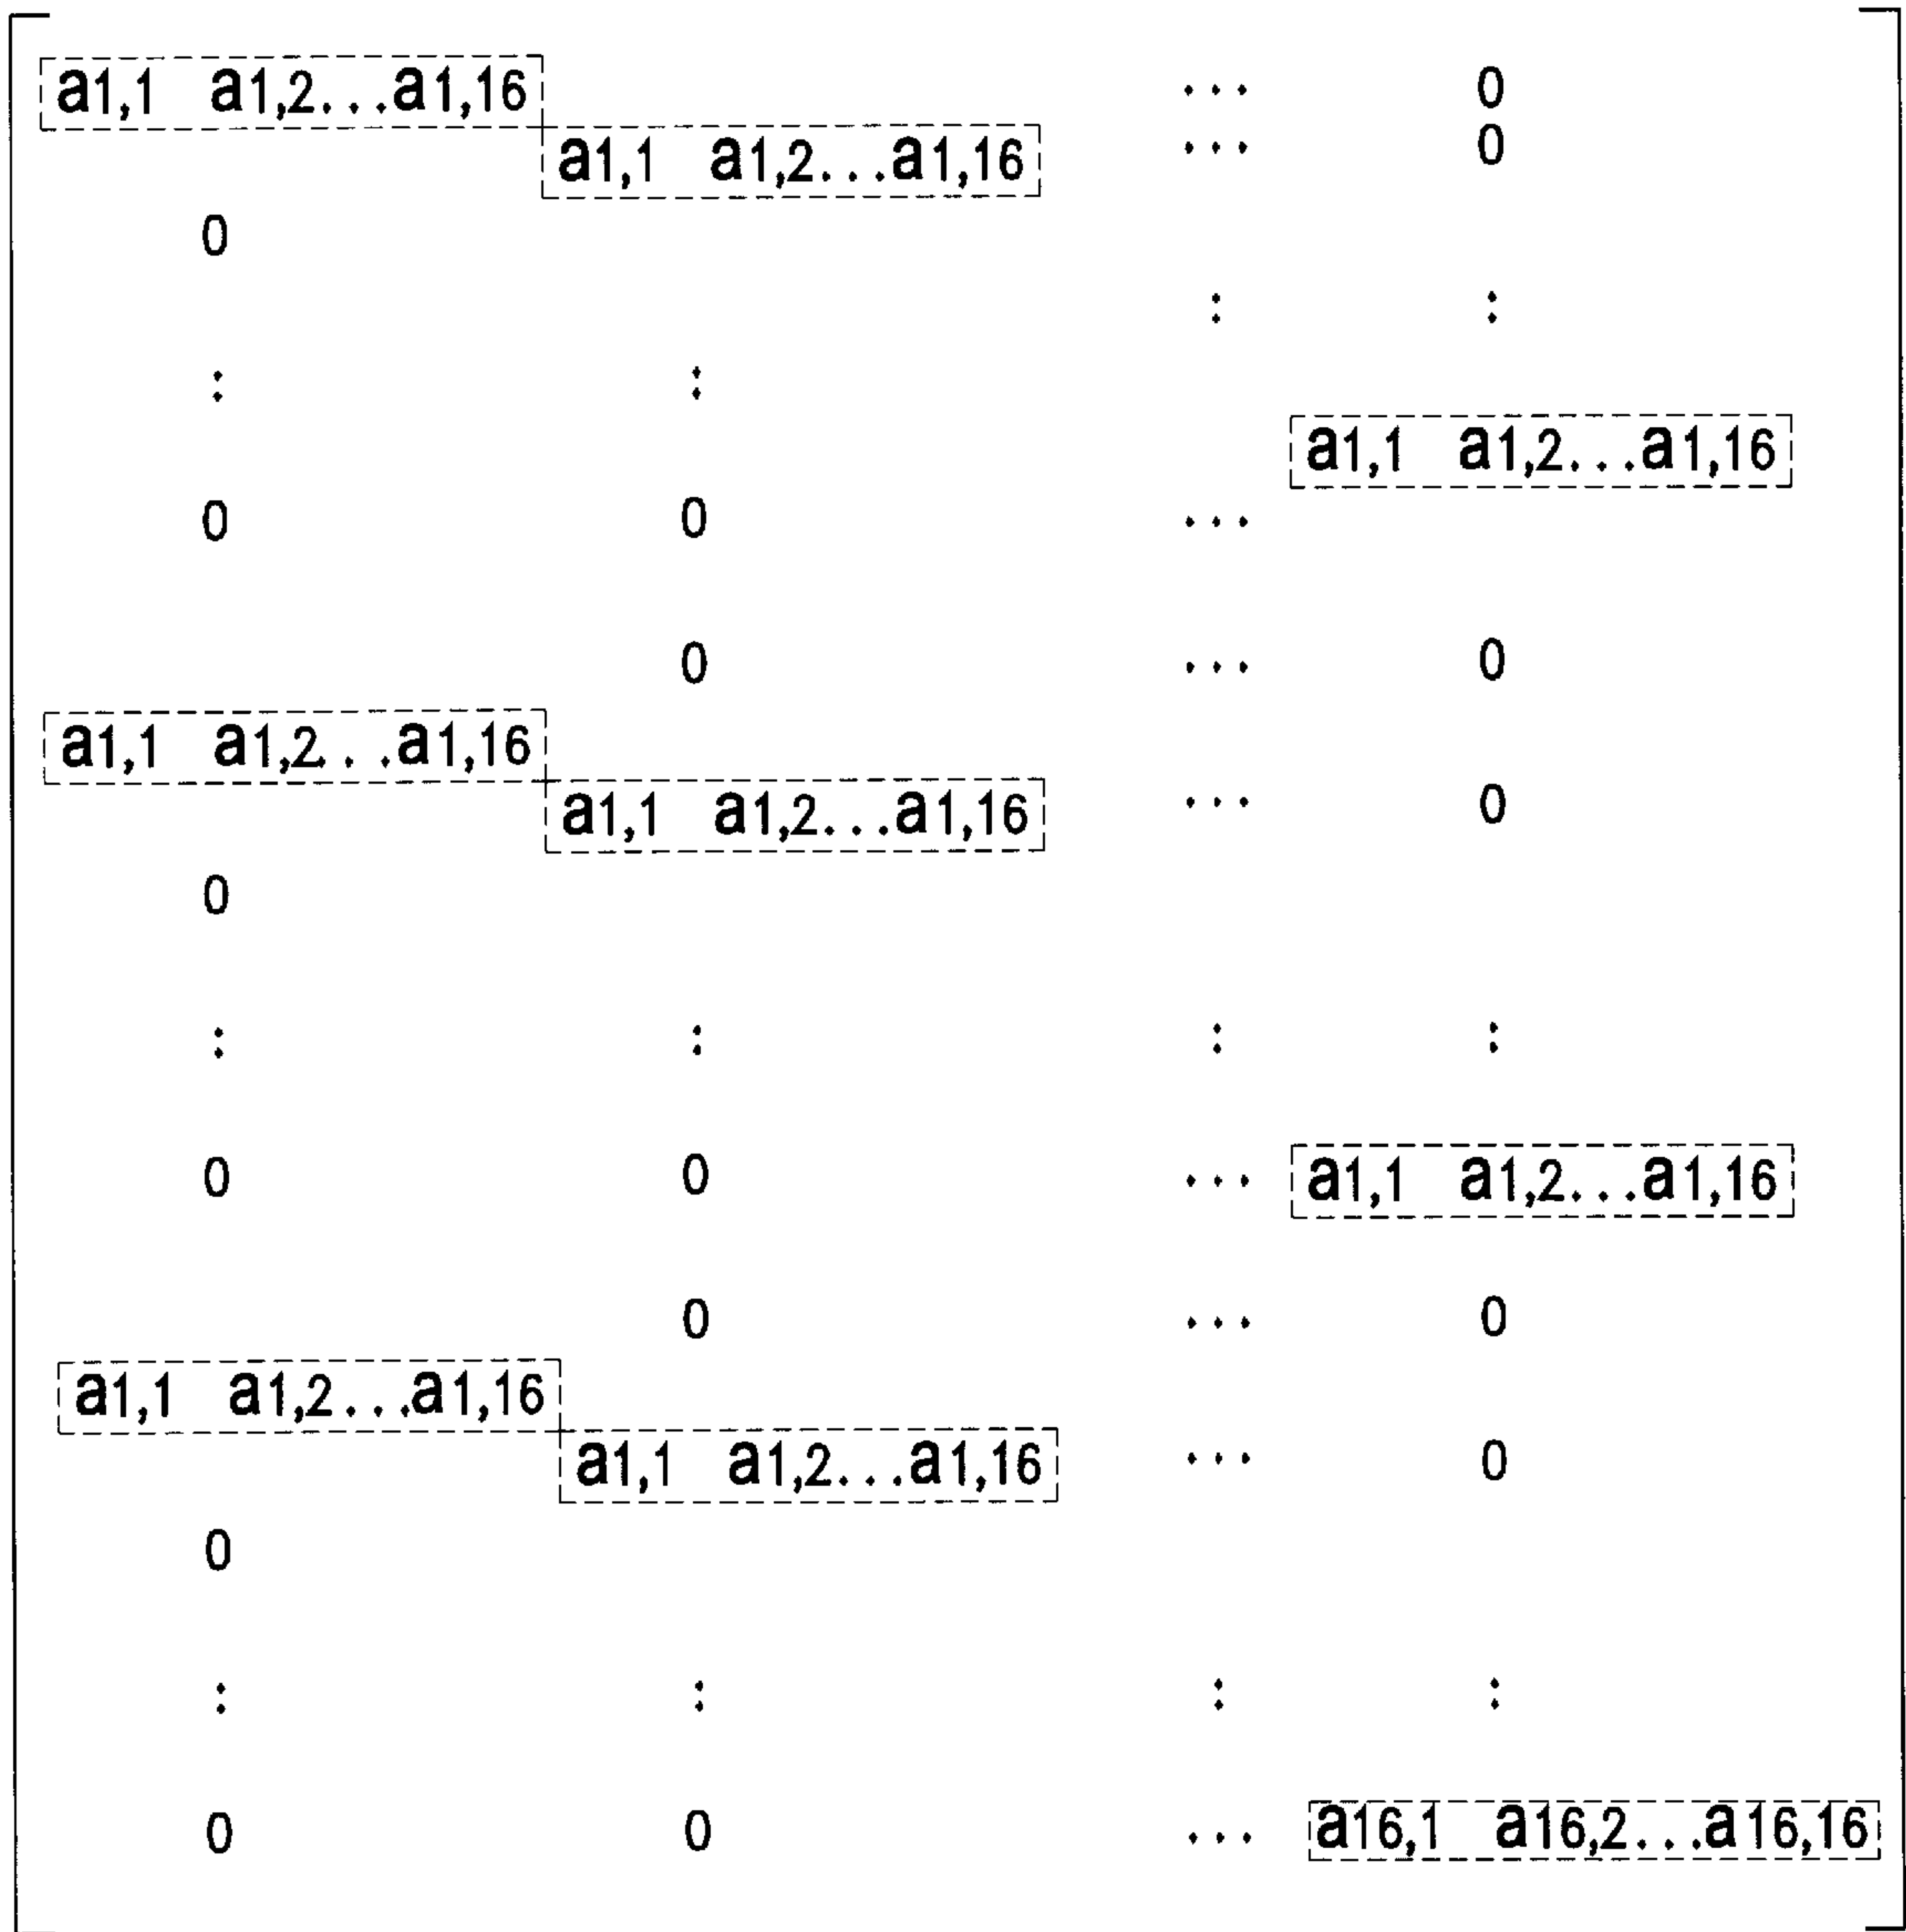 a1,1 a1,2...a1,16 ... 0
a1,1 a1,2...a1,16 ... 0
0
: :
: :
a1,1 a1,2...a1,16
0 0 ...
0 ... 0
a1,1 a1,2...a1,16
a1,1 a1,2...a1,16 ... 0
0
: : : :
0 0 ... a1,1 a1,2...a1,16
0 ... 0
a1,1 a1,2...a1,16
a1,1 a1,2...a1,16 ... 0
0
: : : :
0 0 ... a16,1 a16,2...a16,16